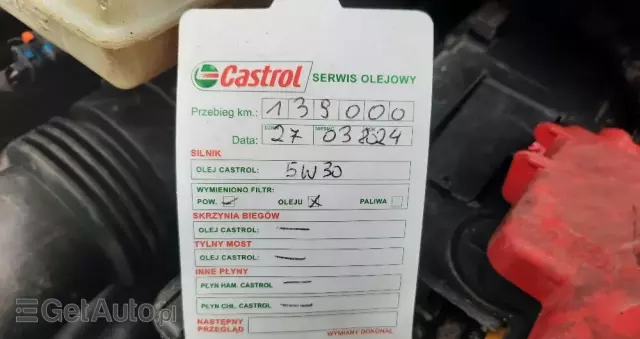 Castrol SERWIS OLEJOWY
Przebieg km.: 139000
Data: 27 03 2024
SILNIK
OLEJ CASTROL: 5W30
WYMIENIONO FILTR:
POW. OLEJU X PALIWA
SKRZYNIA BIEGÓW
OLEJ CASTROL: —
TYLNY MOST
OLEJ CASTROL: —
INNE PŁYNY
PŁYN HAM. CASTROL —
PŁYN CHŁ. CASTROL —
NASTĘPNY
PRZEGLĄD
WYMIANY DOKONAŁ
GetAuto.pl